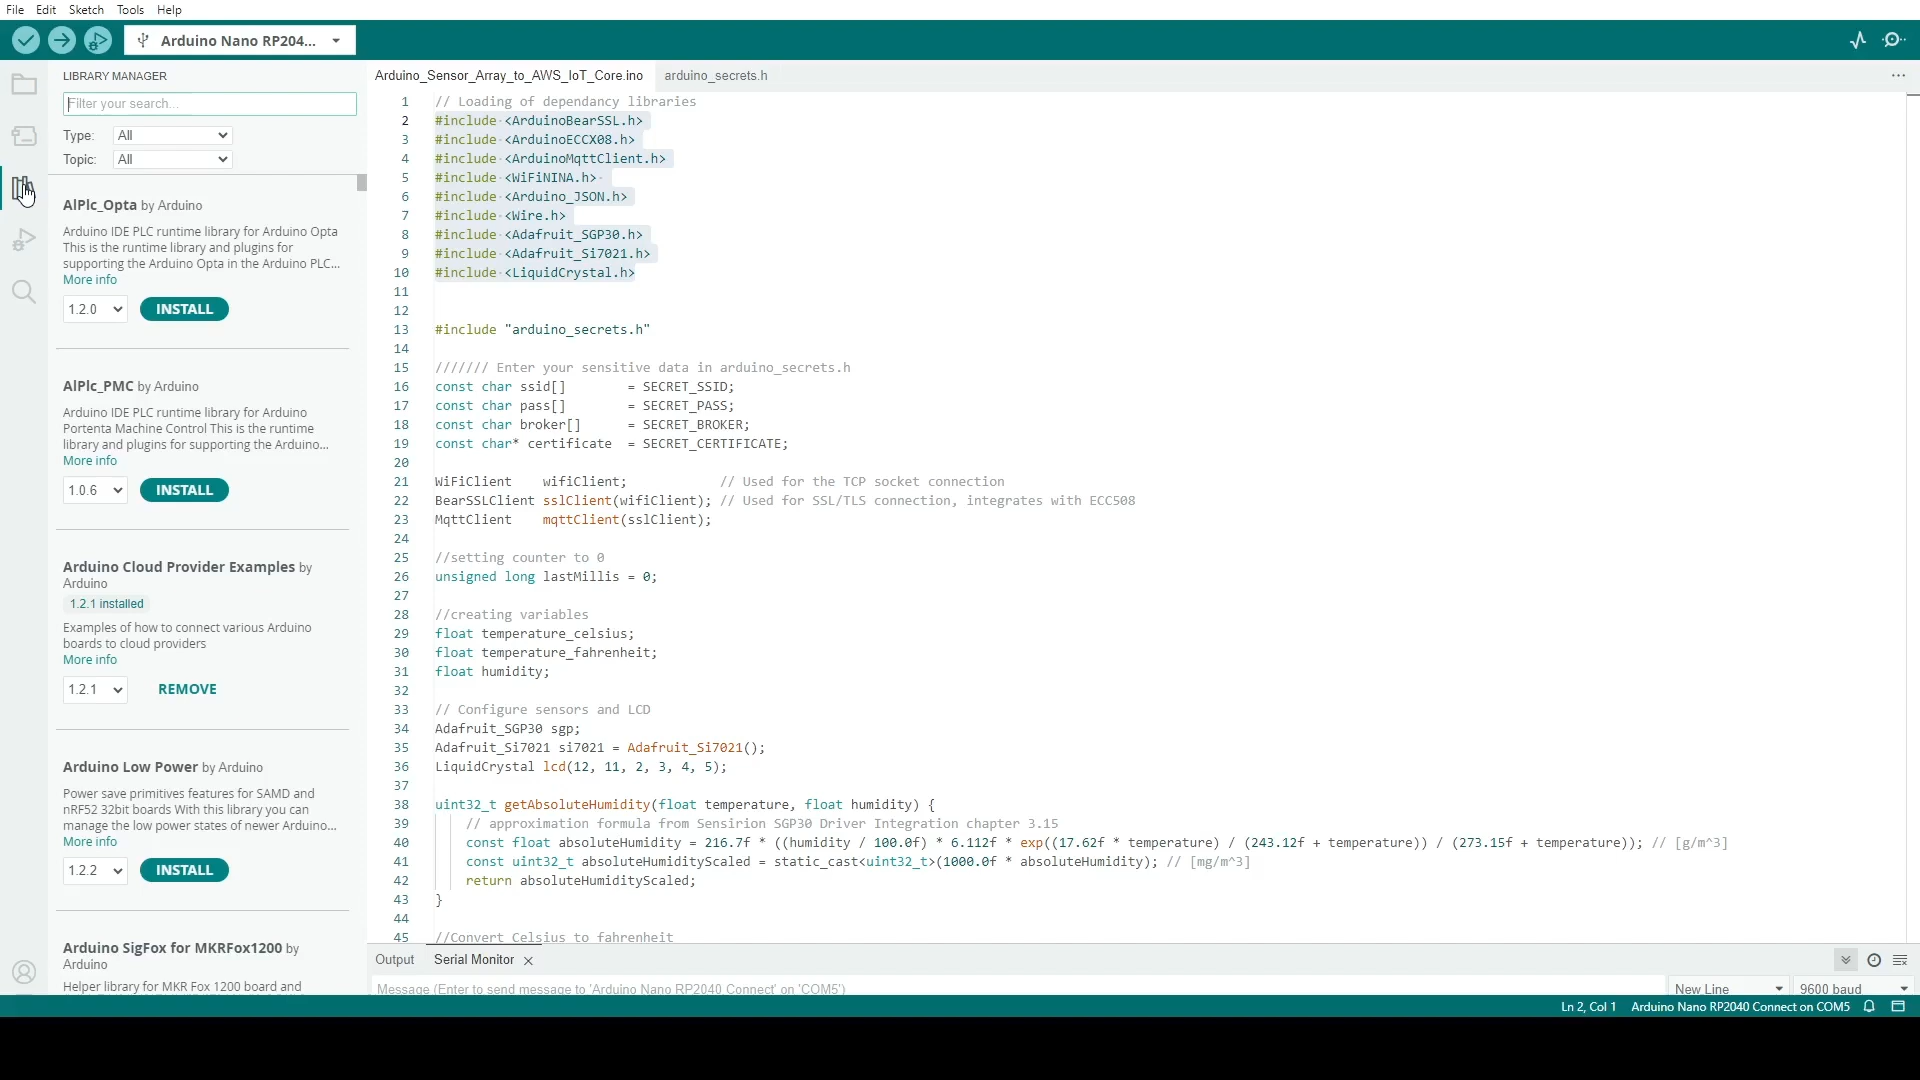 File Edit Sketch Tools Help
Arduino Nano RP204...
LIBRARY MANAGER
Filter your search...
Type: All
Topic: All
AlPlc_Opta by Arduino
Arduino IDE PLC runtime library for Arduino Opta
This is the runtime library and plugins for
supporting the Arduino Opta in the Arduino PLC...
More info
1.2.0 INSTALL
AlPlc_PMC by Arduino
Arduino IDE PLC runtime library for Arduino
Portenta Machine Control This is the runtime
library and plugins for supporting the Arduino...
More info
1.0.6 INSTALL
Arduino Cloud Provider Examples by
Arduino
1.2.1 installed
Examples of how to connect various Arduino
boards to cloud providers
More info
1.2.1 REMOVE
Arduino Low Power by Arduino
Power save primitives features for SAMD and
nRF52 32bit boards With this library you can
manage the low power states of newer Arduino...
More info
1.2.2 INSTALL
Arduino SigFox for MKRFox1200 by
Arduino
Helper library for MKR Fox 1200 board and
Arduino_Sensor_Array_to_AWS_IoT_Core.ino arduino_secrets.h
1 // Loading of dependancy libraries
2 #include <ArduinoBearSSL.h>
3 #include <ArduinoECCX08.h>
4 #include <ArduinoMqttClient.h>
5 #include <WiFiNINA.h>
6 #include <Arduino_JSON.h>
7 #include <Wire.h>
8 #include <Adafruit_SGP30.h>
9 #include <Adafruit_Si7021.h>
10 #include <LiquidCrystal.h>
11
12
13 #include "arduino_secrets.h"
14
15 /////// Enter your sensitive data in arduino_secrets.h
16 const char ssid[] = SECRET_SSID;
17 const char pass[] = SECRET_PASS;
18 const char broker[] = SECRET_BROKER;
19 const char* certificate = SECRET_CERTIFICATE;
20
21 WiFiClient wifiClient; // Used for the TCP socket connection
22 BearSSLClient sslClient(wifiClient); // Used for SSL/TLS connection, integrates with ECC508
23 MqttClient mqttClient(sslClient);
24
25 //setting counter to 0
26 unsigned long lastMillis = 0;
27
28 //creating variables
29 float temperature_celsius;
30 float temperature_fahrenheit;
31 float humidity;
32
33 // Configure sensors and LCD
34 Adafruit_SGP30 sgp;
35 Adafruit_Si7021 si7021 = Adafruit_Si7021();
36 LiquidCrystal lcd(12, 11, 2, 3, 4, 5);
37
38 uint32_t getAbsoluteHumidity(float temperature, float humidity) {
39 // approximation formula from Sensirion SGP30 Driver Integration chapter 3.15
40 const float absoluteHumidity = 216.7f * ((humidity / 100.0f) * 6.112f * exp((17.62f * temperature) / (243.12f + temperature)) / (273.15f + temperature)); // [g/m^3]
41 const uint32_t absoluteHumidityScaled = static_cast<uint32_t>(1000.0f * absoluteHumidity); // [mg/m^3]
42 return absoluteHumidityScaled;
43 }
44
45 //Convert Celsius to fahrenheit
Output Serial Monitor
Message (Enter to send message to 'Arduino Nano RP2040 Connect' on 'COM5')
New Line 9600 baud
Ln 2, Col 1 Arduino Nano RP2040 Connect on COM5